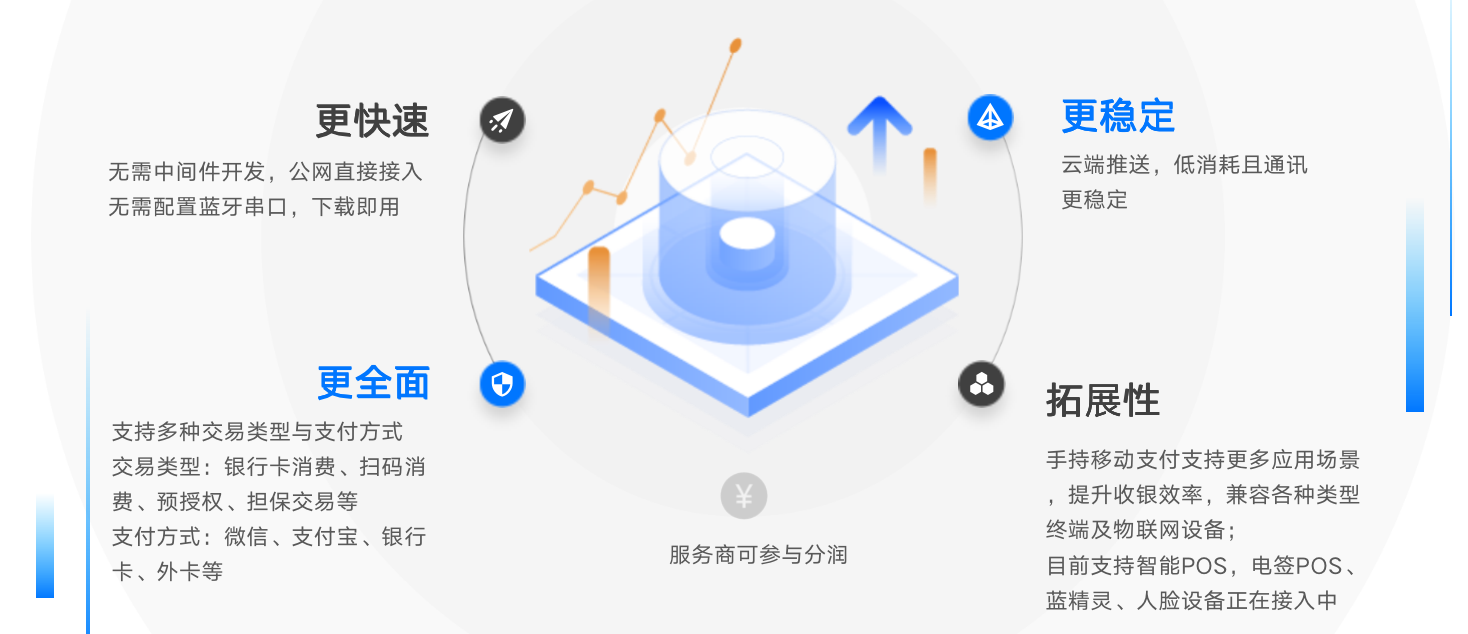 更快速
无需中间件开发，公网直接接入
无需配置蓝牙串口，下载即用
更稳定
云端推送，低消耗且通讯
更稳定
更全面
支持多种交易类型与支付方式
交易类型：银行卡消费、扫码消
费、预授权、担保交易等
支付方式：微信、支付宝、银行
卡、外卡等
拓展性
手持移动支付支持更多应用场景
，提升收银效率，兼容各种类型
终端及物联网设备；
目前支持智能POS，电签POS、
蓝精灵、人脸设备正在接入中
¥
服务商可参与分润